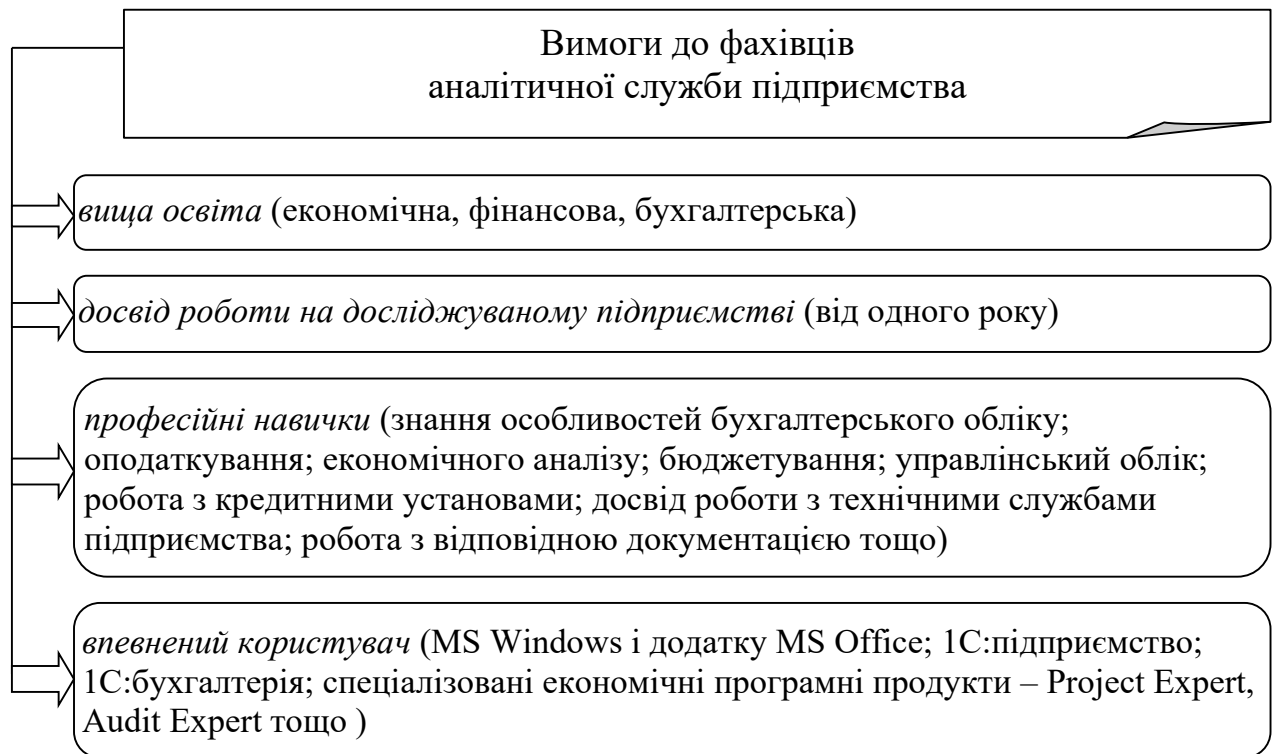 Вимоги до фахівців
аналітичної служби підприємства
вища освіта (економічна, фінансова, бухгалтерська)
досвід роботи на досліджуваному підприємстві (від одного року)
професійні навички (знання особливостей бухгалтерського обліку;
оподаткування; економічного аналізу; бюджетування; управлінський облік;
робота з кредитними установами; досвід роботи з технічними службами
підприємства; робота з відповідною документацією тощо)
впевнений користувач (MS Windows і додатку MS Office; 1С:підприємство;
1С:бухгалтерія; спеціалізовані економічні програмні продукти – Project Expert,
Audit Expert тощо )